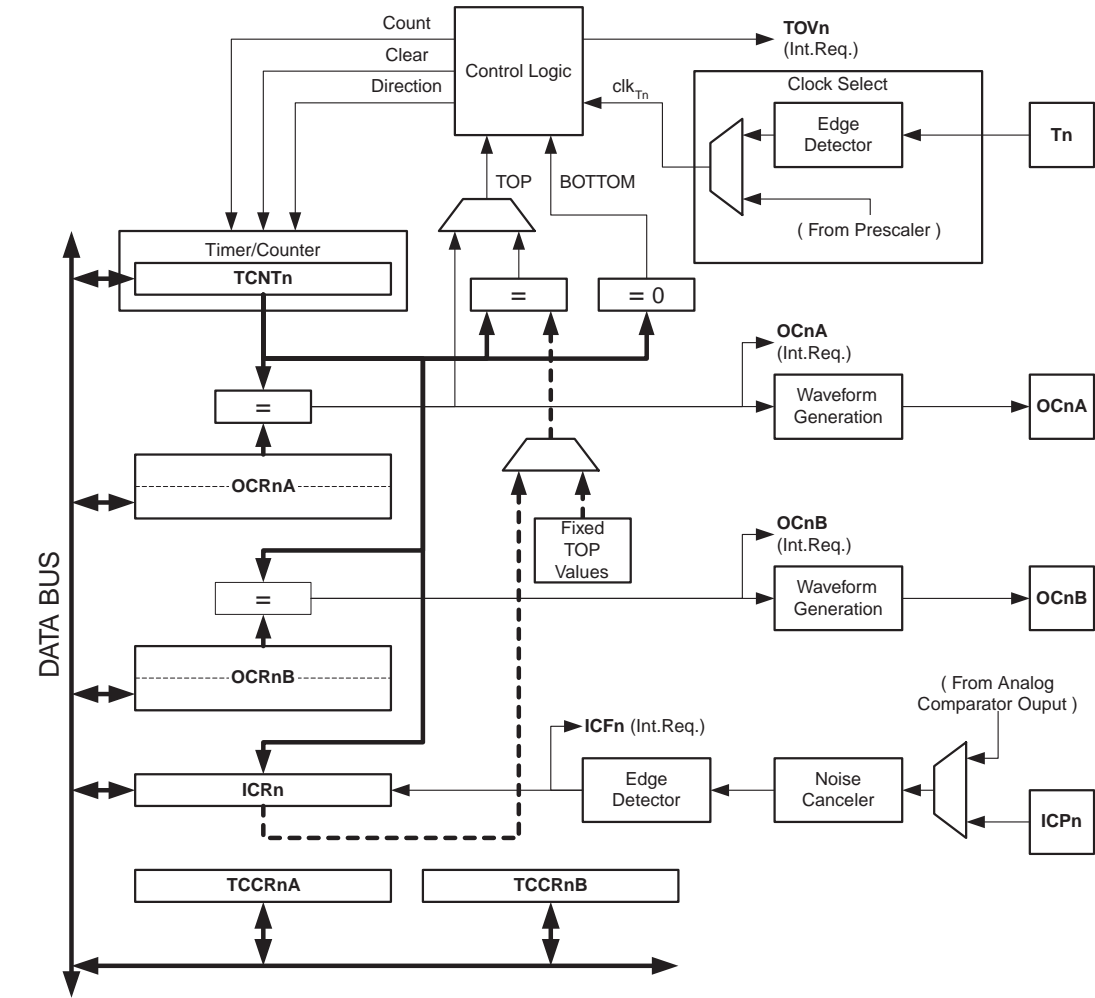 Count
Clear
Direction
Control Logic
TOVn
(Int.Req.)
clkTn
Clock Select
Edge
Detector
Tn
( From Prescaler )
TOP
BOTTOM
Timer/Counter
TCNTn
=
= 0
OCnA
(Int.Req.)
=
Waveform
Generation
OCnA
OCRnA
Fixed
TOP
Values
OCnB
(Int.Req.)
=
Waveform
Generation
OCnB
DATA BUS
OCRnB
( From Analog
Comparator Ouput )
ICFn (Int.Req.)
ICRn
Edge
Detector
Noise
Canceler
ICPn
TCCRnA
TCCRnB